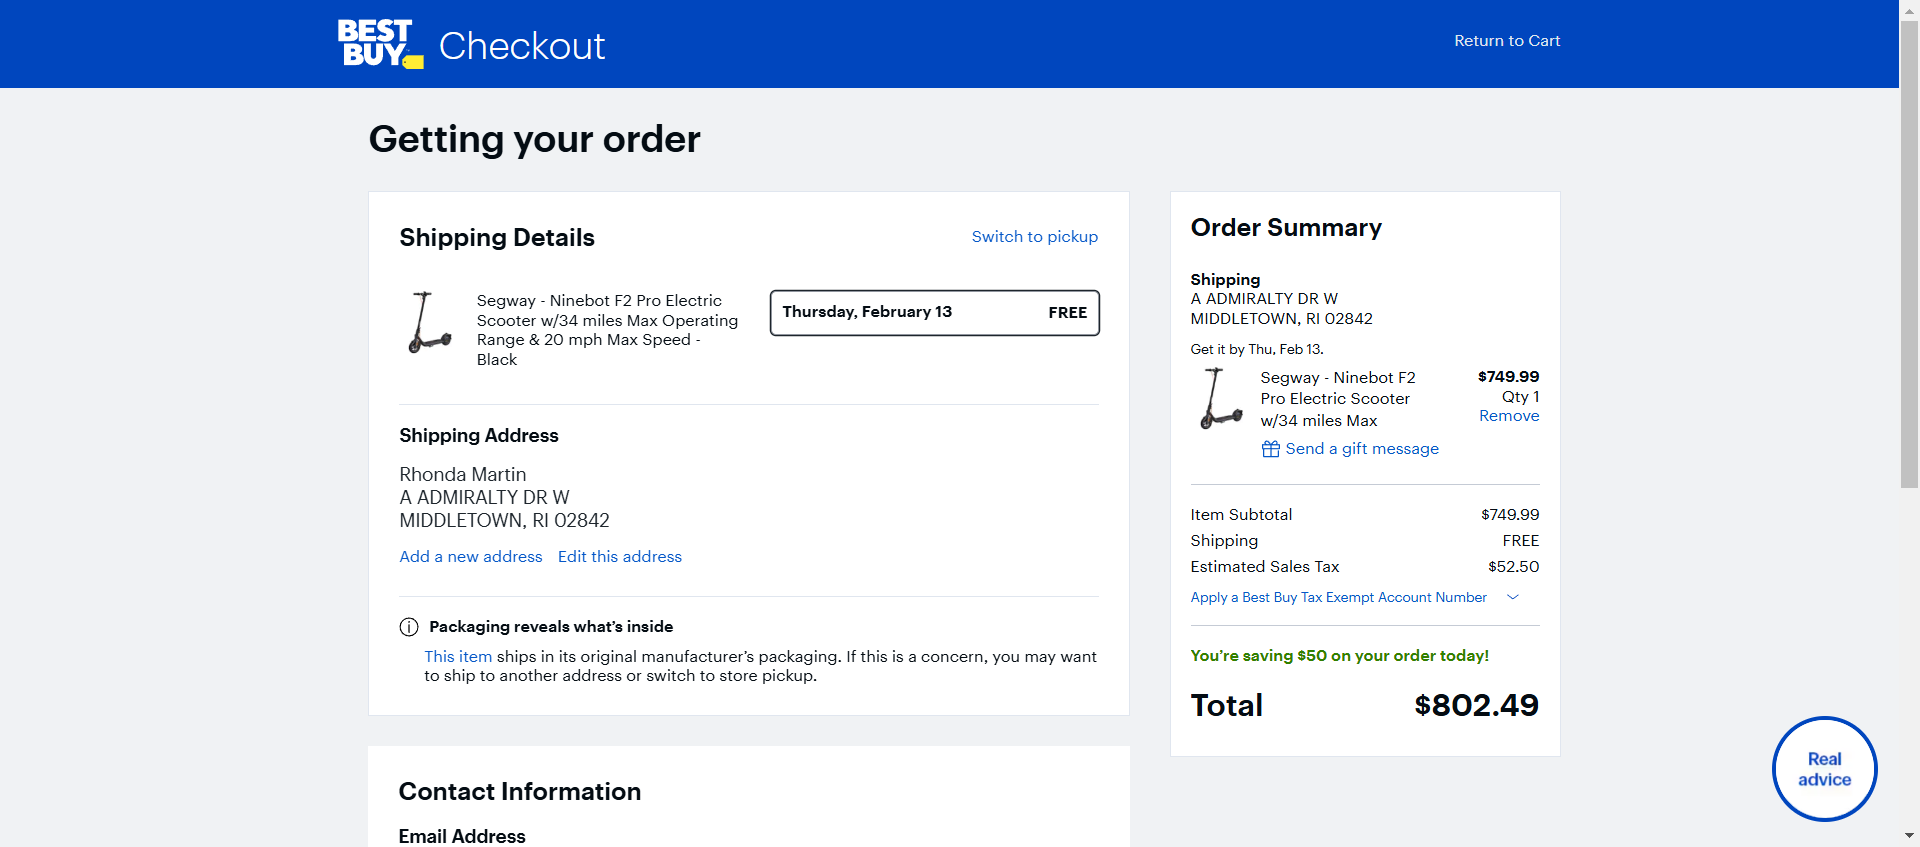 BEST
BUY
Checkout
Return to Cart
Getting your order
Shipping Details
Switch to pickup
Segway - Ninebot F2 Pro Electric
Scooter w/34 miles Max Operating
Range & 20 mph Max Speed -
Black
Thursday, February 13
FREE
Shipping Address
Rhonda Martin
A ADMIRALTY DR W
MIDDLETOWN, RI 02842
Add a new address
Edit this address
Packaging reveals what's inside
This item ships in its original manufacturer's packaging. If this is a concern, you may want
to ship to another address or switch to store pickup.
Contact Information
Email Address
Order Summary
Shipping
A ADMIRALTY DR W
MIDDLETOWN, RI 02842
Get it by Thu, Feb 13.
Segway - Ninebot F2
Pro Electric Scooter
w/34 miles Max
$749.99
Qty 1
Remove
Send a gift message
Item Subtotal $749.99
Shipping FREE
Estimated Sales Tax $52.50
Apply a Best Buy Tax Exempt Account Number
You're saving $50 on your order today!
Total $802.49
Real
advice